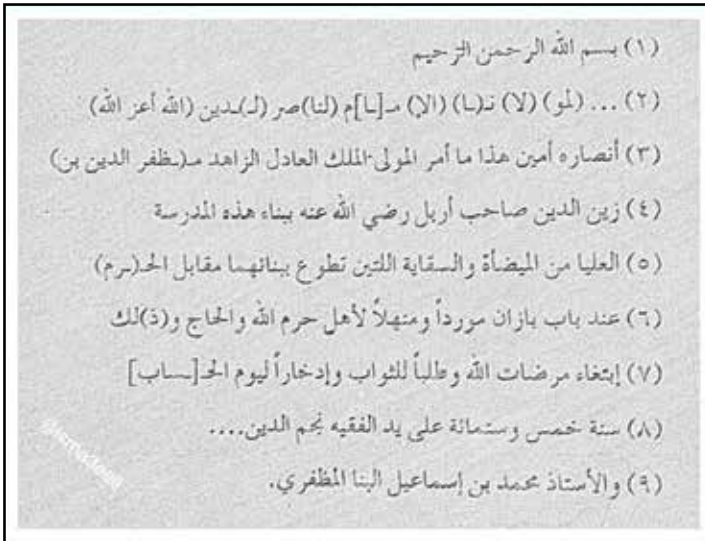 (١) بسم الله الرحمن الرحيم
(٢) ... (لمو) (لا) نـ(ـا) (الإ) مـ[ـا]م (لنا)صر (لـ)ـدين (الله أعز الله)
(٣) أنصاره أمين هذا ما أمر المولى الملك العادل الزاهد مـ(ـظفر الدين بن)
(٤) زين الدين صاحب أربل رضي الله عنه ببناء هذه المدرسة
(٥) العليا من الميضأة والسقاية اللتين تطوع ببنائهما مقابل الحـ(ـرم)
(٦) عند باب بازان مورداً ومنهلاً لأهل حرم الله والحاج و(ذ)لك
(٧) إبتغاء مرضات الله وطلباً للثواب وإدخاراً ليوم الحـ[ـساب]
(٨) سنة خمس وستمائة على يد الفقيه نجم الدين....
(٩) والأستاذ محمد بن إسماعيل البنا المظفري.